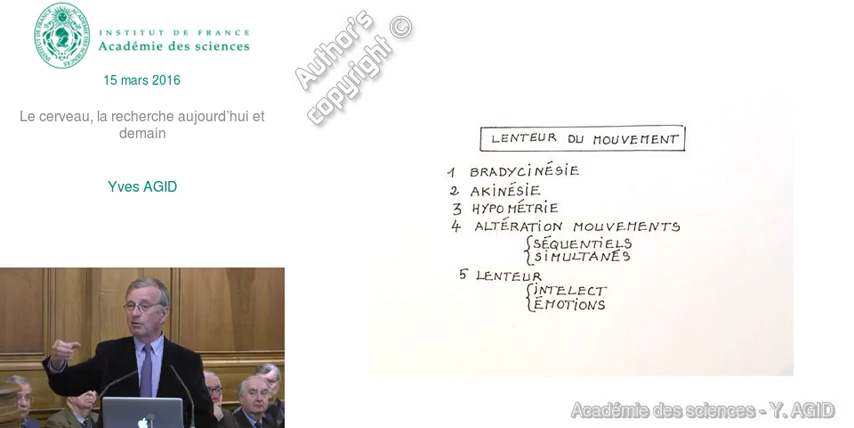 INSTITUT DE FRANCE
Académie des sciences
15 mars 2016
Le cerveau, la recherche aujourd'hui et
demain
Yves AGID
Author's
copyright ©
LENTEUR DU MOUVEMENT
1 BRADYCINÉSIE
2 AKINÉSIE
3 HYPOMÉTRIE
4 ALTÉRATION MOUVEMENTS
SÉQUENTIELS
SIMULTANÉS
5 LENTEUR
INTELECT
ÉMOTIONS
Académie des sciences - Y. AGID